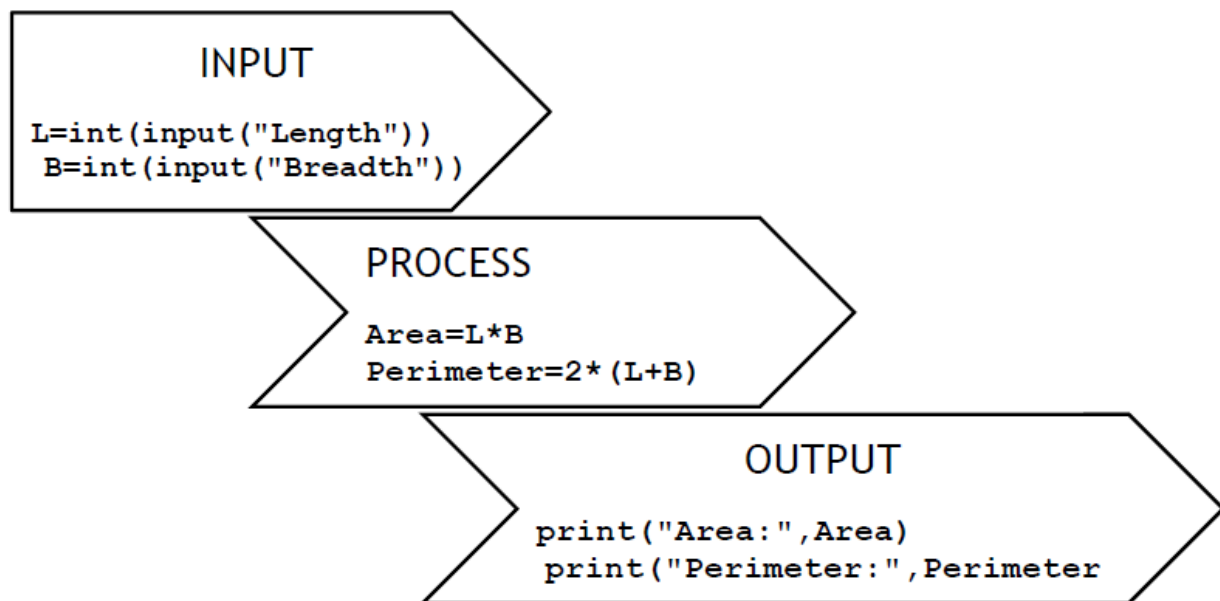 INPUT
L=int(input("Length"))
B=int(input("Breadth"))
PROCESS
Area=L*B
Perimeter=2*(L+B)
OUTPUT
print("Area:",Area)
print("Perimeter:",Perimeter